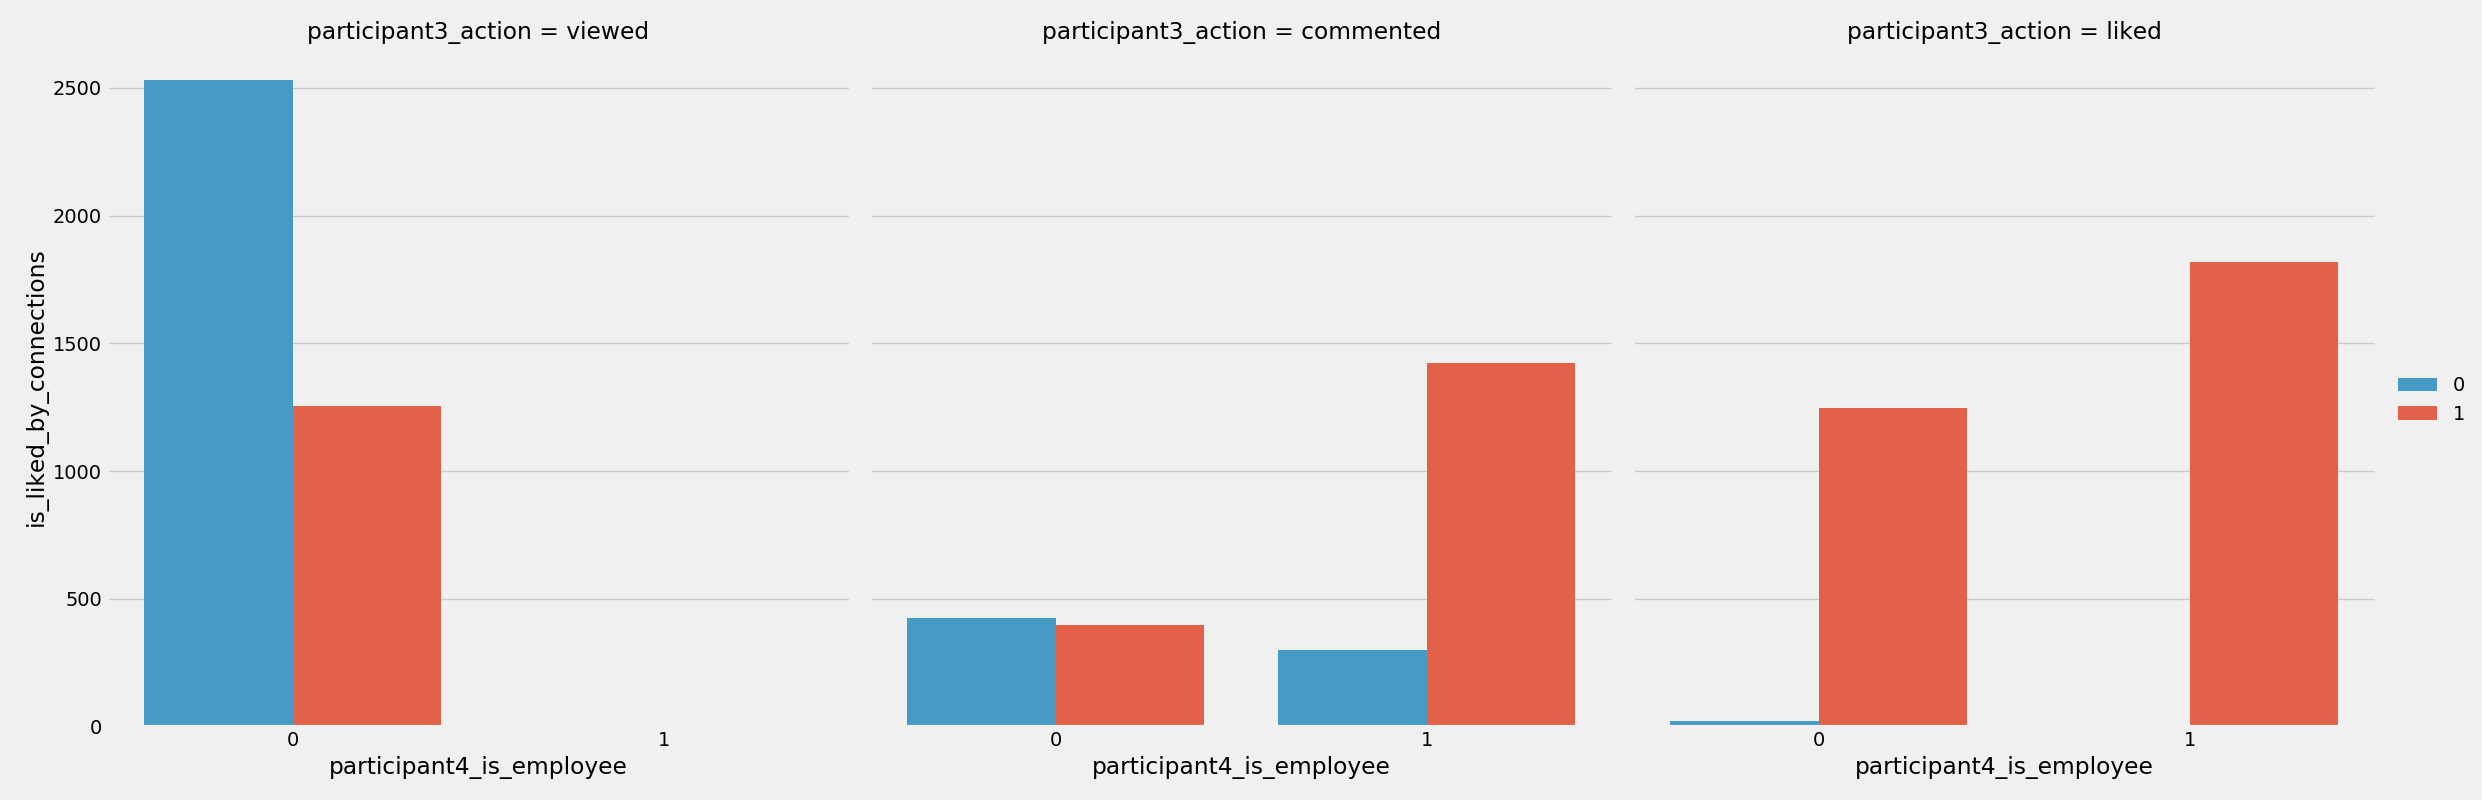 participant3_action = viewed
participant3_action = commented
participant3_action = liked
is_liked_by_connections
2500
2000
1500
1000
500
0
0 1
0 1
0 1
participant4_is_employee
participant4_is_employee
participant4_is_employee
0
1